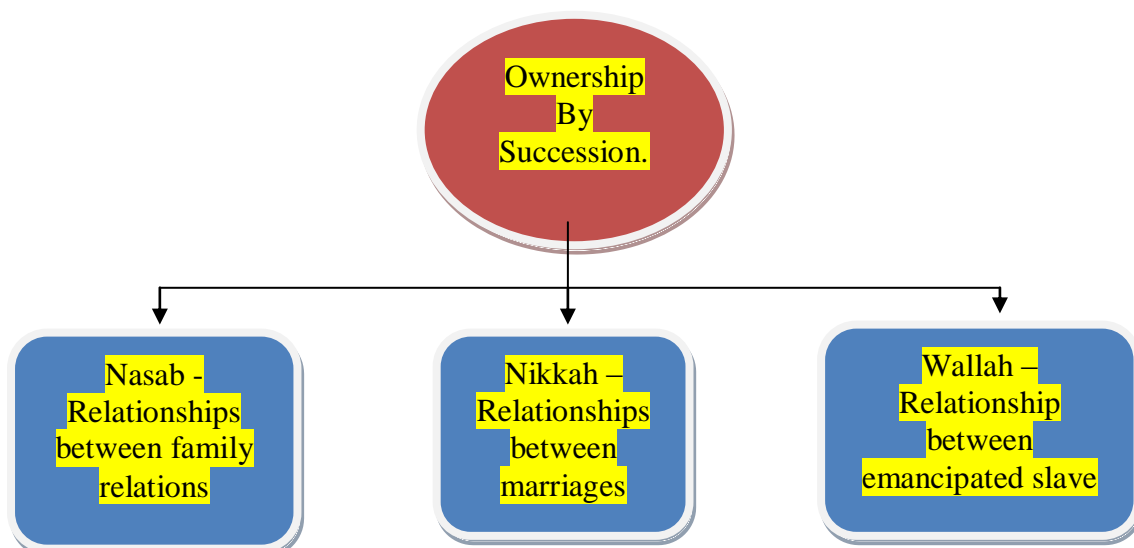 Ownership
By
Succession.
Nasab -
Relationships
between family
relations
Nikkah –
Relationships
between
marriages
Wallah –
Relationship
between
emancipated slave